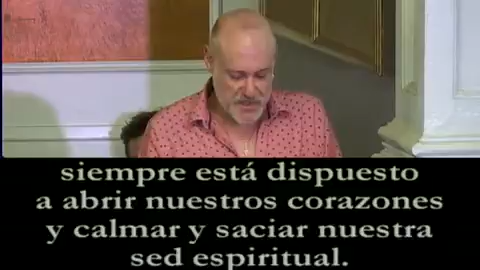 siempre está dispuesto
a abrir nuestros corazones
y calmar y saciar nuestra
sed espiritual.